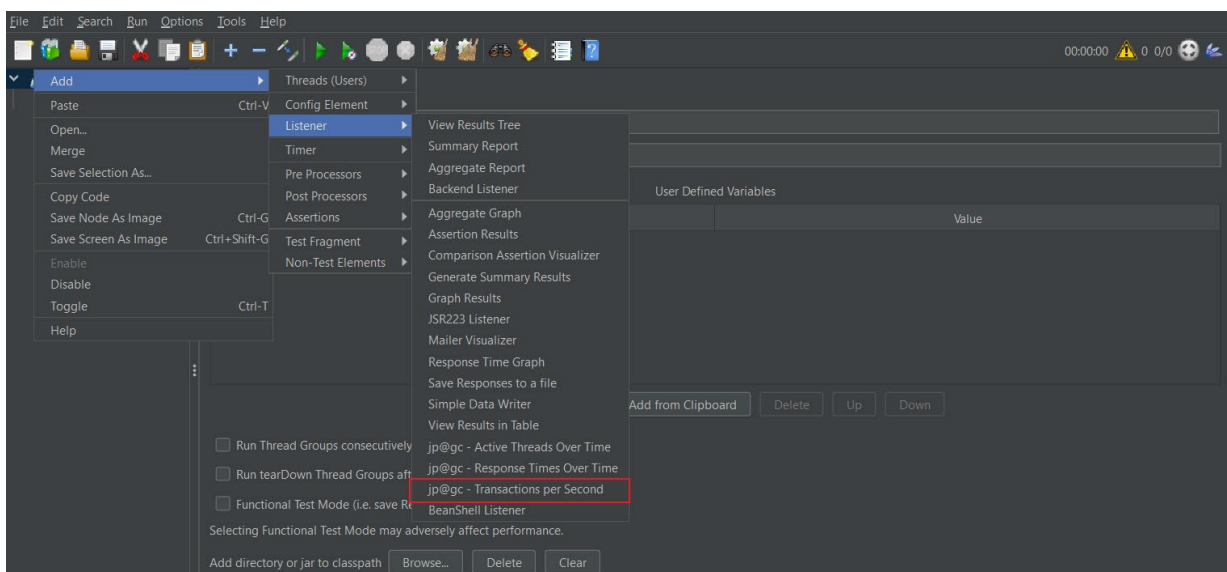 File Edit Search Run Options Tools Help
00:00:00 0 0/0
Add
Paste Ctrl-V
Open...
Merge
Save Selection As...
Copy Code
Save Node As Image Ctrl-G
Save Screen As Image Ctrl+Shift-G
Enable
Disable
Toggle Ctrl-T
Help
Threads (Users)
Config Element
Listener
Timer
Pre Processors
Post Processors
Assertions
Test Fragment
Non-Test Elements
View Results Tree
Summary Report
Aggregate Report
Backend Listener
Aggregate Graph
Assertion Results
Comparison Assertion Visualizer
Generate Summary Results
Graph Results
JSR223 Listener
Mailer Visualizer
Response Time Graph
Save Responses to a file
Simple Data Writer
View Results in Table
jp@gc - Active Threads Over Time
jp@gc - Response Times Over Time
jp@gc - Transactions per Second
BeanShell Listener
User Defined Variables
Value
Add from Clipboard Delete Up Down
Run Thread Groups consecutively
Run tearDown Thread Groups aft
Functional Test Mode (i.e. save Re
Selecting Functional Test Mode may adversely affect performance.
Add directory or jar to classpath Browse... Delete Clear